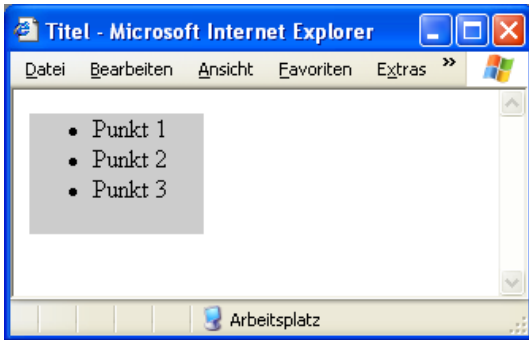 Titel - Microsoft Internet Explorer
Datei Bearbeiten Ansicht Favoriten Extras »
• Punkt 1
• Punkt 2
• Punkt 3
Arbeitsplatz